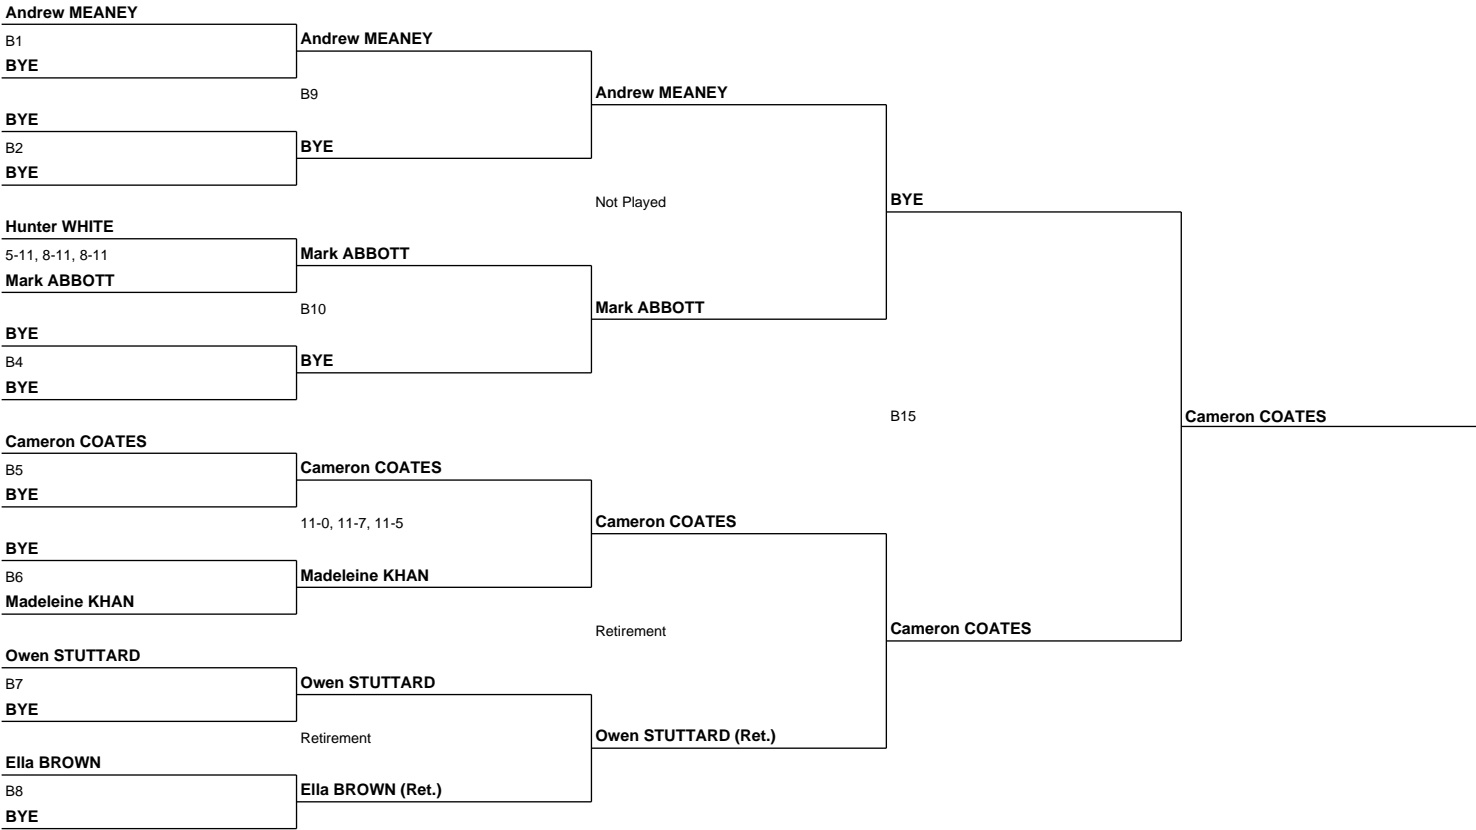 Andrew MEANEY
B1
Andrew MEANEY
BYE
B9
Andrew MEANEY
BYE
B2
BYE
BYE
Not Played
BYE
Hunter WHITE
5-11, 8-11, 8-11
Mark ABBOTT
Mark ABBOTT
B10
Mark ABBOTT
BYE
B4
BYE
BYE
B15
Cameron COATES
Cameron COATES
B5
Cameron COATES
BYE
11-0, 11-7, 11-5
Cameron COATES
BYE
B6
Madeleine KHAN
Madeleine KHAN
Retirement
Cameron COATES
Owen STUTTARD
B7
Owen STUTTARD
BYE
Retirement
Owen STUTTARD (Ret.)
Ella BROWN
B8
Ella BROWN (Ret.)
BYE